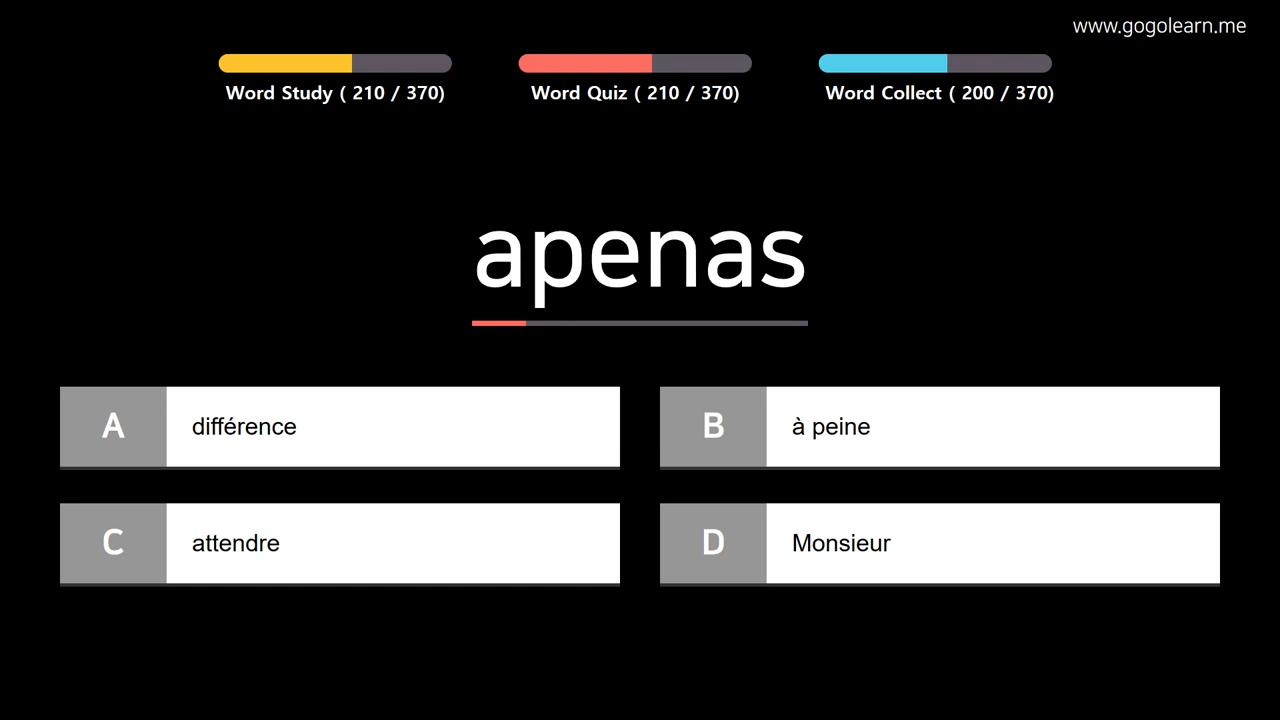 www.gogolearn.me
Word Study ( 210 / 370)
Word Quiz ( 210 / 370)
Word Collect ( 200 / 370)
apenas
A différence
B à peine
C attendre
D Monsieur